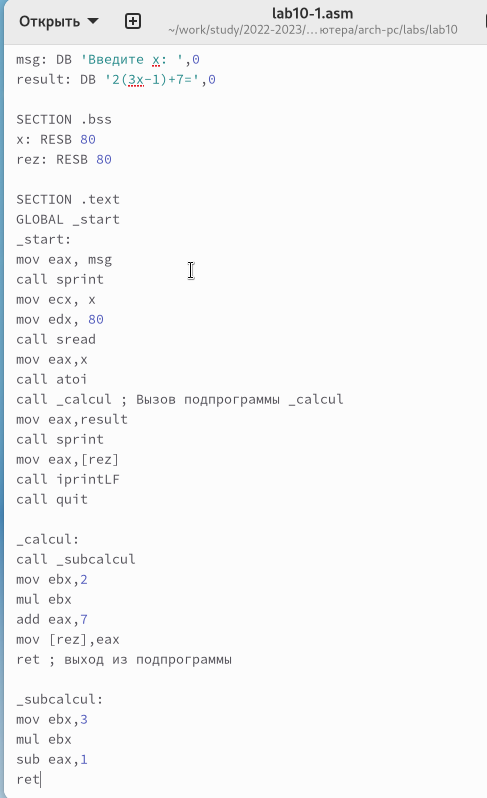 Открыть
lab10-1.asm
~/work/study/2022-2023/...ютера/arch-pc/labs/lab10
msg: DB 'Введите x: ',0
result: DB '2(3x-1)+7=',0
SECTION .bss
x: RESB 80
rez: RESB 80
SECTION .text
GLOBAL _start
_start:
mov eax, msg
call sprint
mov ecx, x
mov edx, 80
call sread
mov eax,x
call atoi
call _calcul ; Вызов подпрограммы _calcul
mov eax,result
call sprint
mov eax,[rez]
call iprintLF
call quit
_calcul:
call _subcalcul
mov ebx,2
mul ebx
add eax,7
mov [rez],eax
ret ; выход из подпрограммы
_subcalcul:
mov ebx,3
mul ebx
sub eax,1
ret